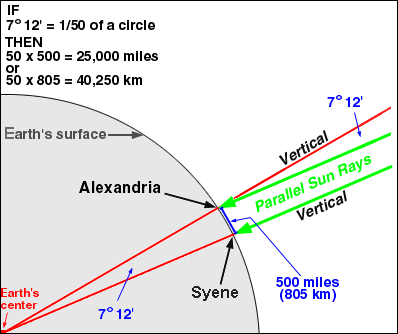 IF
7° 12' = 1/50 of a circle
THEN
50 x 500 = 25,000 miles
or
50 x 805 = 40,250 km
7° 12'
Vertical
Earth's surface
Parallel Sun Rays
Alexandria
Vertical
500 miles
(805 km)
Syene
Earth's
center
7° 12'